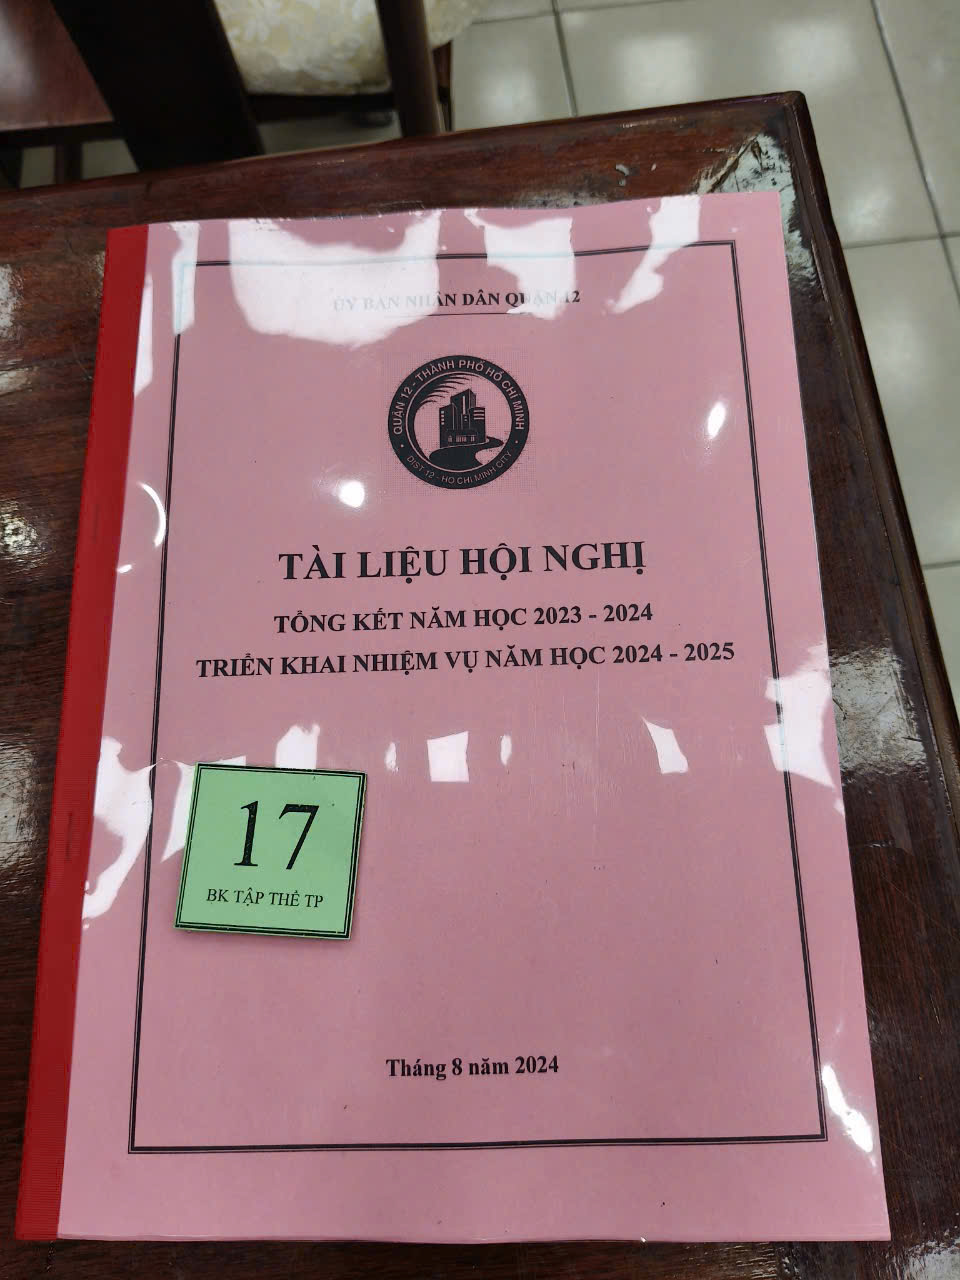 ỦY BAN NHÂN DÂN QUẬN 12
QUẬN 12 - THÀNH PHỐ HỒ CHÍ MINH
DIST 12 - HO CHI MINH CITY
TÀI LIỆU HỘI NGHỊ
TỔNG KẾT NĂM HỌC 2023 - 2024
TRIỂN KHAI NHIỆM VỤ NĂM HỌC 2024 - 2025
17
BK TẬP THỂ TP
Tháng 8 năm 2024